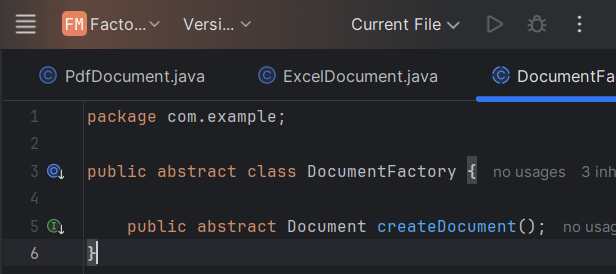 FM Facto... Versi... Current File
PdfDocument.java ExcelDocument.java DocumentFa
1 package com.example;
2
3 public abstract class DocumentFactory { no usages 3 inh
4
5 public abstract Document createDocument(); no usag
6 }